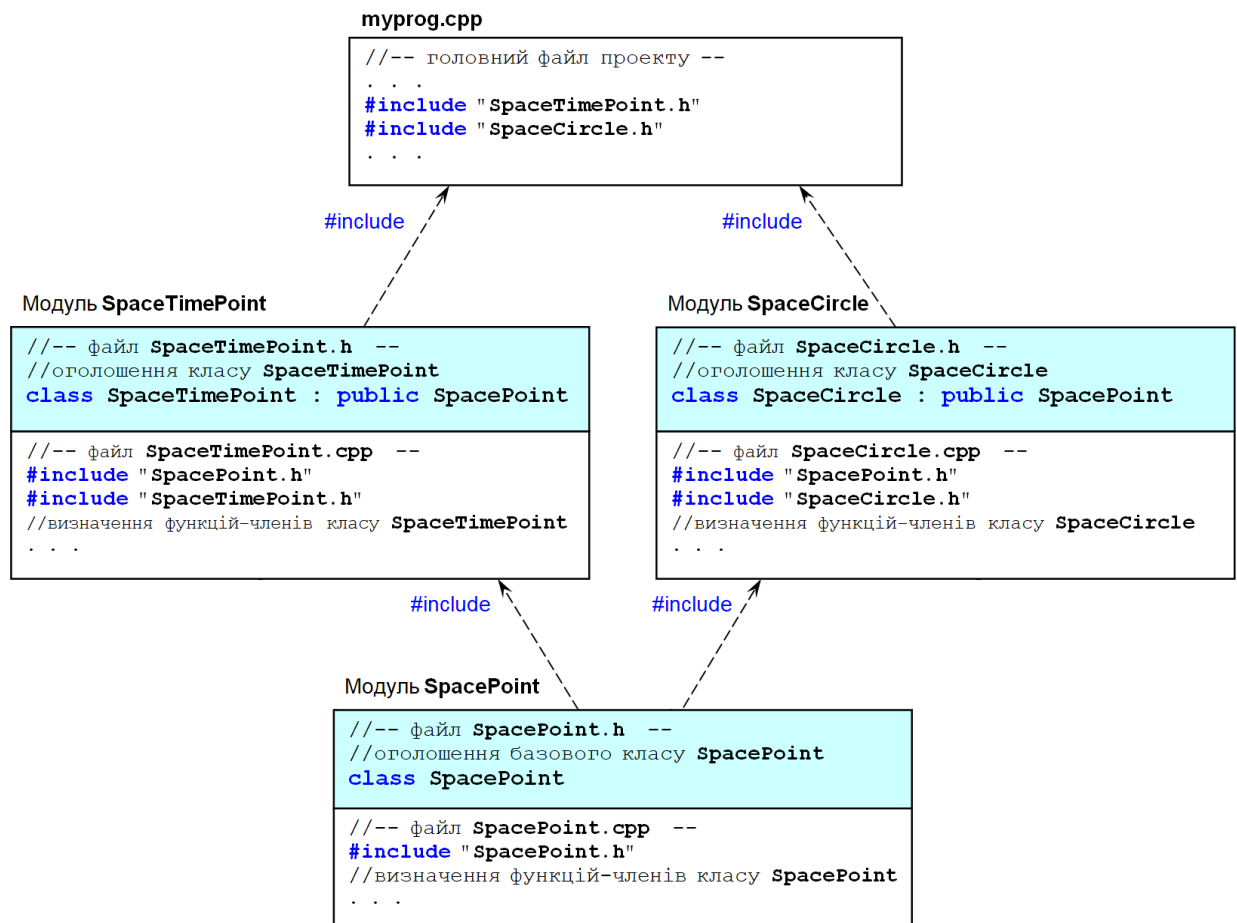 myprog.cpp
//-- головний файл проекту --
. . .
#include "SpaceTimePoint.h"
#include "SpaceCircle.h"
. . .
#include
#include
Модуль SpaceTimePoint
//-- файл SpaceTimePoint.h --
//оголошення класу SpaceTimePoint
class SpaceTimePoint : public SpacePoint
//-- файл SpaceTimePoint.cpp --
#include "SpacePoint.h"
#include "SpaceTimePoint.h"
//визначення функцій-членів класу SpaceTimePoint
. . .
Модуль SpaceCircle
//-- файл SpaceCircle.h --
//оголошення класу SpaceCircle
class SpaceCircle : public SpacePoint
//-- файл SpaceCircle.cpp --
#include "SpacePoint.h"
#include "SpaceCircle.h"
//визначення функцій-членів класу SpaceCircle
. . .
#include
#include
Модуль SpacePoint
//-- файл SpacePoint.h --
//оголошення базового класу SpacePoint
class SpacePoint
//-- файл SpacePoint.cpp --
#include "SpacePoint.h"
//визначення функцій-членів класу SpacePoint
. . .